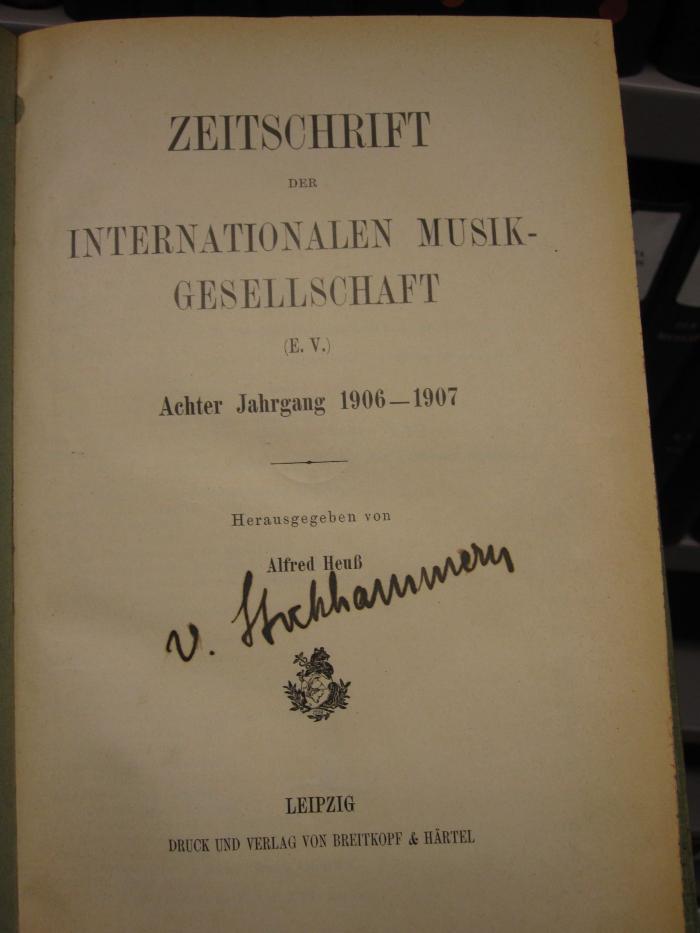 ZEITSCHRIFT
DER
INTERNATIONALEN MUSIK-
GESELLSCHAFT
(E. V.)
Achter Jahrgang 1906—1907
Herausgegeben von
Alfred Heuß
v. Stockhammern
LEIPZIG
DRUCK UND VERLAG VON BREITKOPF & HÄRTEL